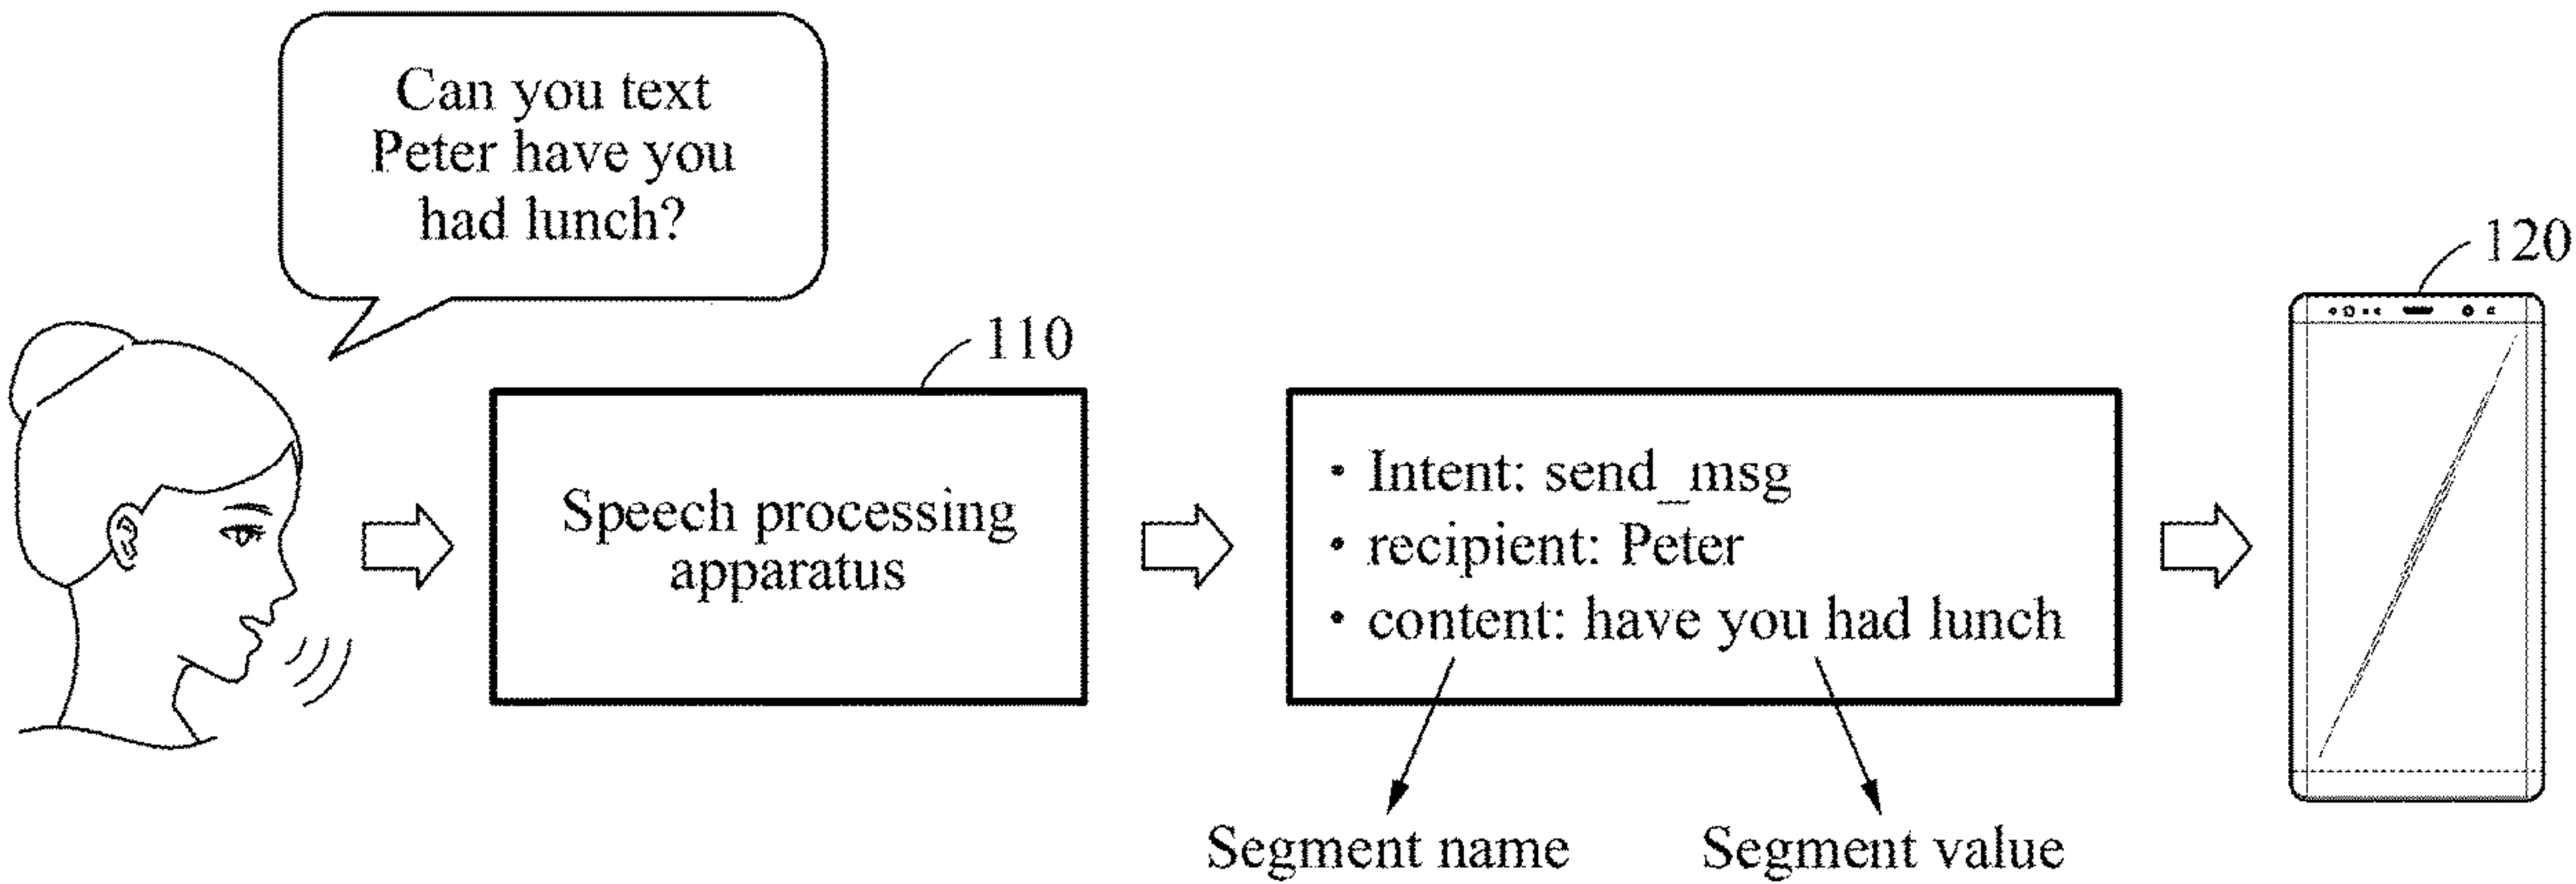 Can you text
Peter have you
had lunch?
110
120
Speech processing
apparatus
• Intent: send_msg
• recipient: Peter
• content: have you had lunch
Segment name
Segment value